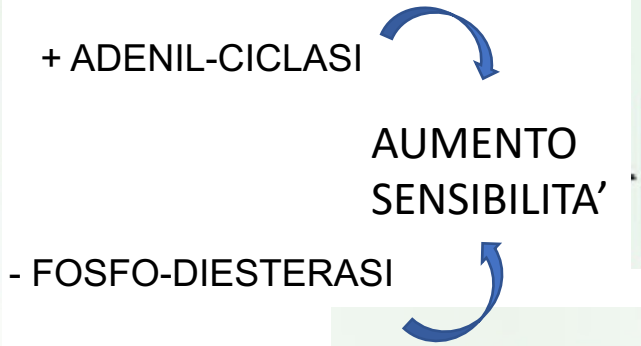 + ADENIL-CICLASI
AUMENTO
SENSIBILITA’
- FOSFO-DIESTERASI